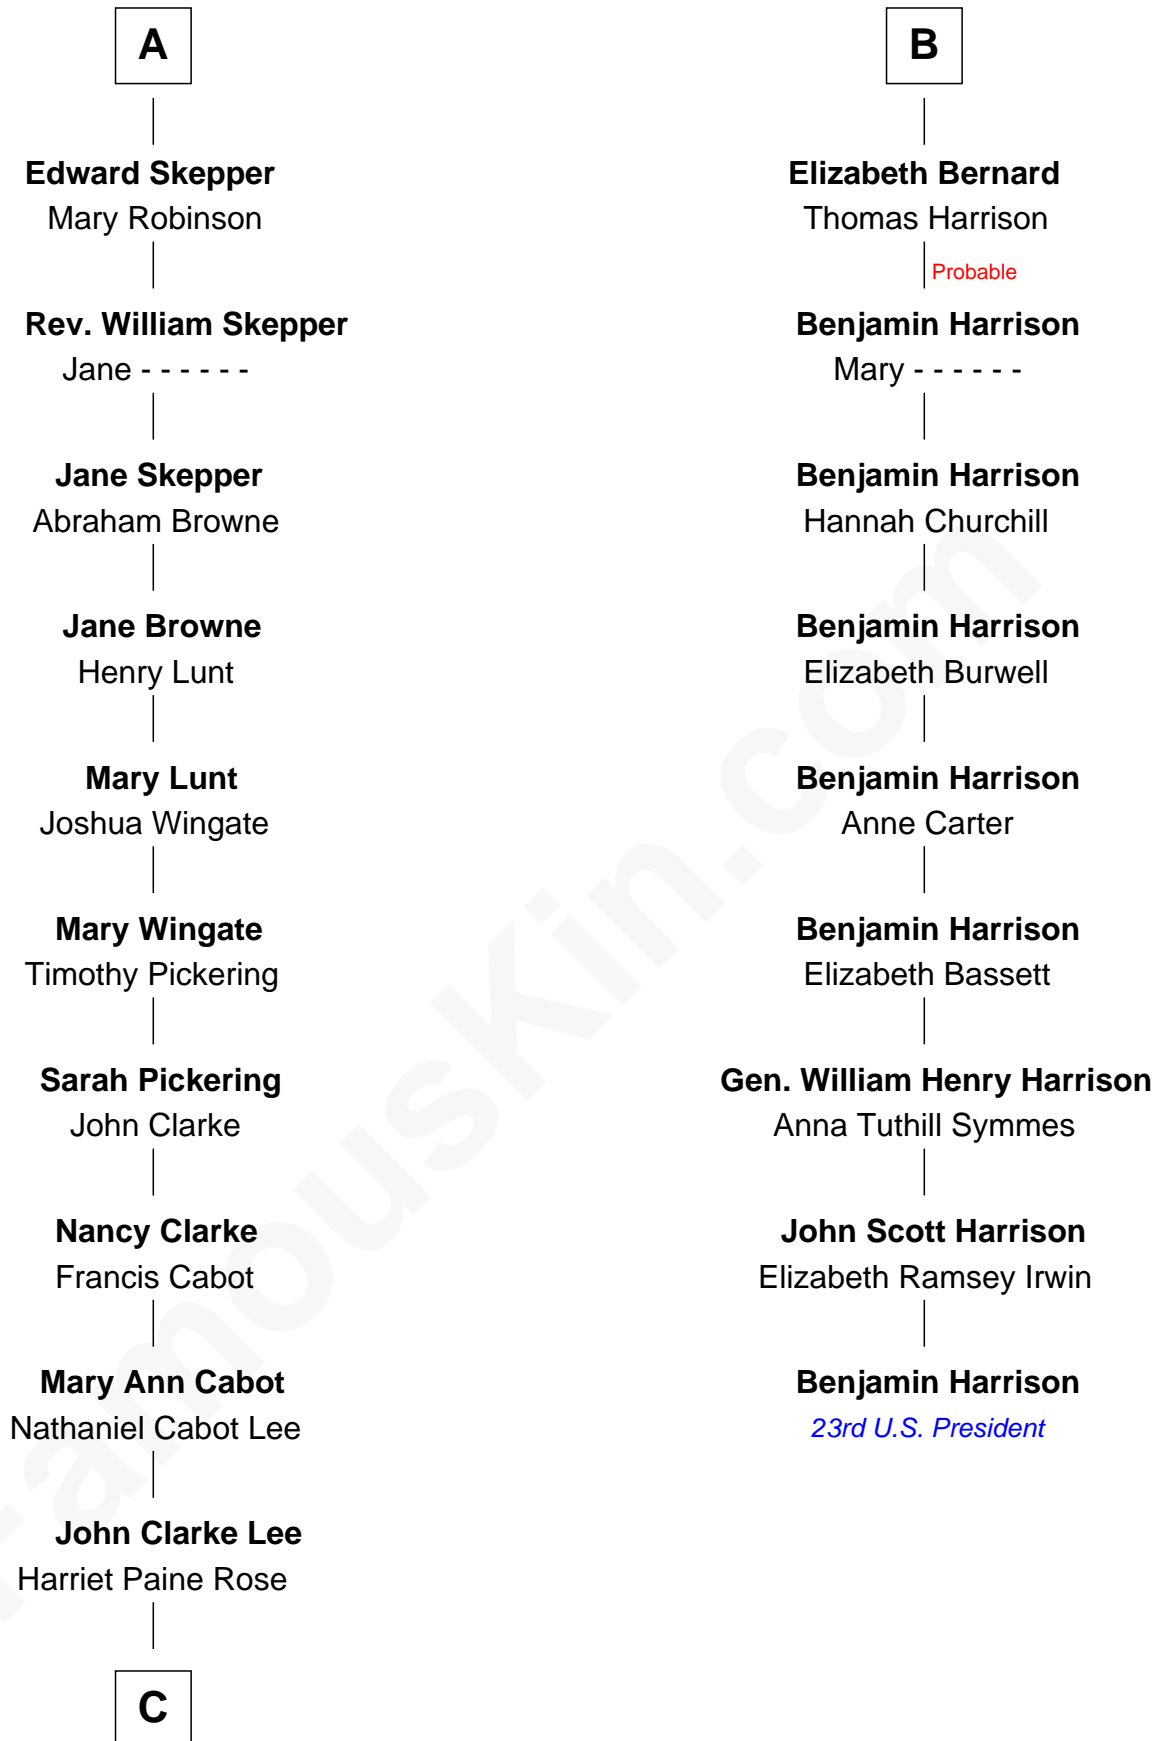 A
Edward Skepper
Mary Robinson
Rev. William Skepper
Jane - - - - - -
Jane Skepper
Abraham Browne
Jane Browne
Henry Lunt
Mary Lunt
Joshua Wingate
Mary Wingate
Timothy Pickering
Sarah Pickering
John Clarke
Nancy Clarke
Francis Cabot
Mary Ann Cabot
Nathaniel Cabot Lee
John Clarke Lee
Harriet Paine Rose
C
B
Elizabeth Bernard
Thomas Harrison
Probable
Benjamin Harrison
Mary - - - - - -
Benjamin Harrison
Hannah Churchill
Benjamin Harrison
Elizabeth Burwell
Benjamin Harrison
Anne Carter
Benjamin Harrison
Elizabeth Bassett
Gen. William Henry Harrison
Anna Tuthill Symmes
John Scott Harrison
Elizabeth Ramsey Irwin
Benjamin Harrison
23rd U.S. President
FamousKin.com